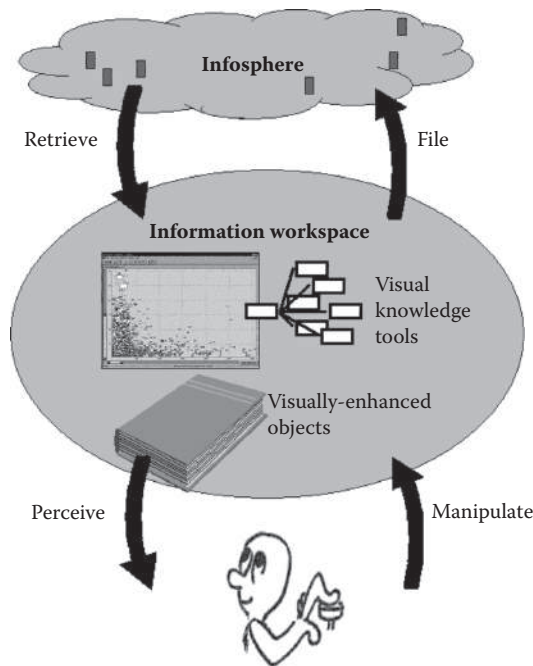 Infosphere
Retrieve
File
Information workspace
Visual
knowledge
tools
Visually-enhanced
objects
Perceive
Manipulate